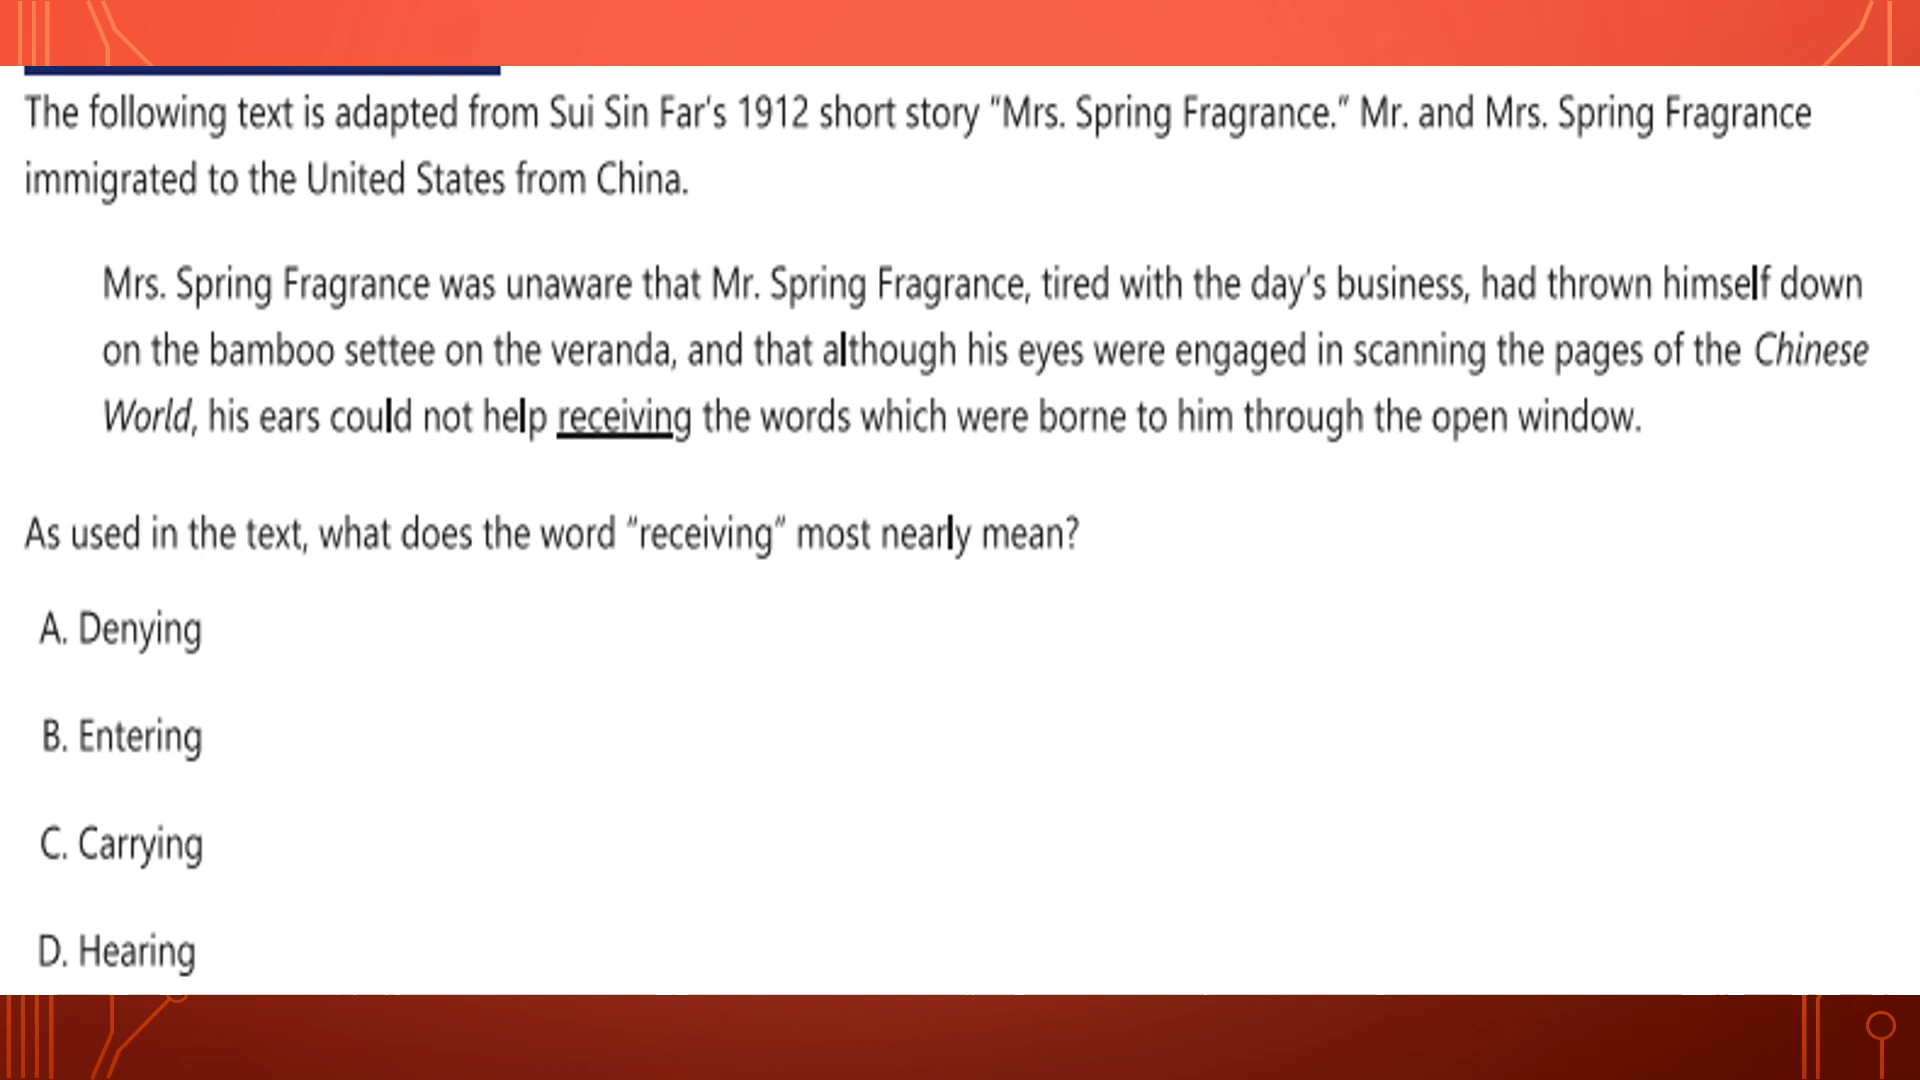 The following text is adapted from Sui Sin Far's 1912 short story "Mrs. Spring Fragrance." Mr. and Mrs. Spring Fragrance
immigrated to the United States from China.
Mrs. Spring Fragrance was unaware that Mr. Spring Fragrance, tired with the day's business, had thrown himself down
on the bamboo settee on the veranda, and that although his eyes were engaged in scanning the pages of the Chinese
World, his ears could not help receiving the words which were borne to him through the open window.
As used in the text, what does the word "receiving" most nearly mean?
A. Denying
B. Entering
C. Carrying
D. Hearing